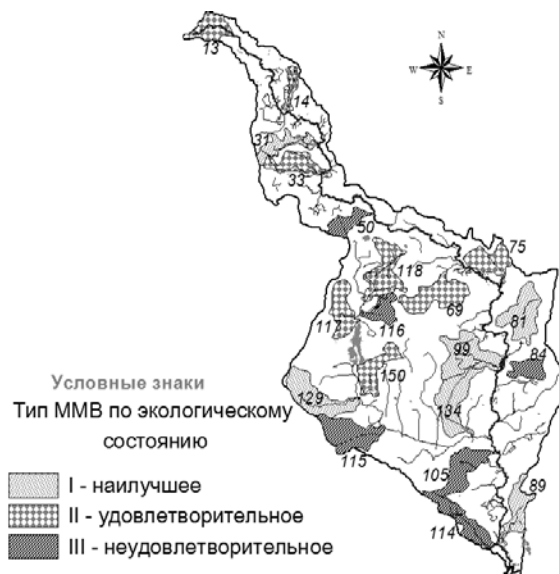 13
N
W E
S
14
31
33
50
75
118
69
81
117
116
99
84
150
129
134
115
105
89
114
Условные знаки
Тип ММВ по экологическому
состоянию
I - наилучшее
II - удовлетворительное
III - неудовлетворительное